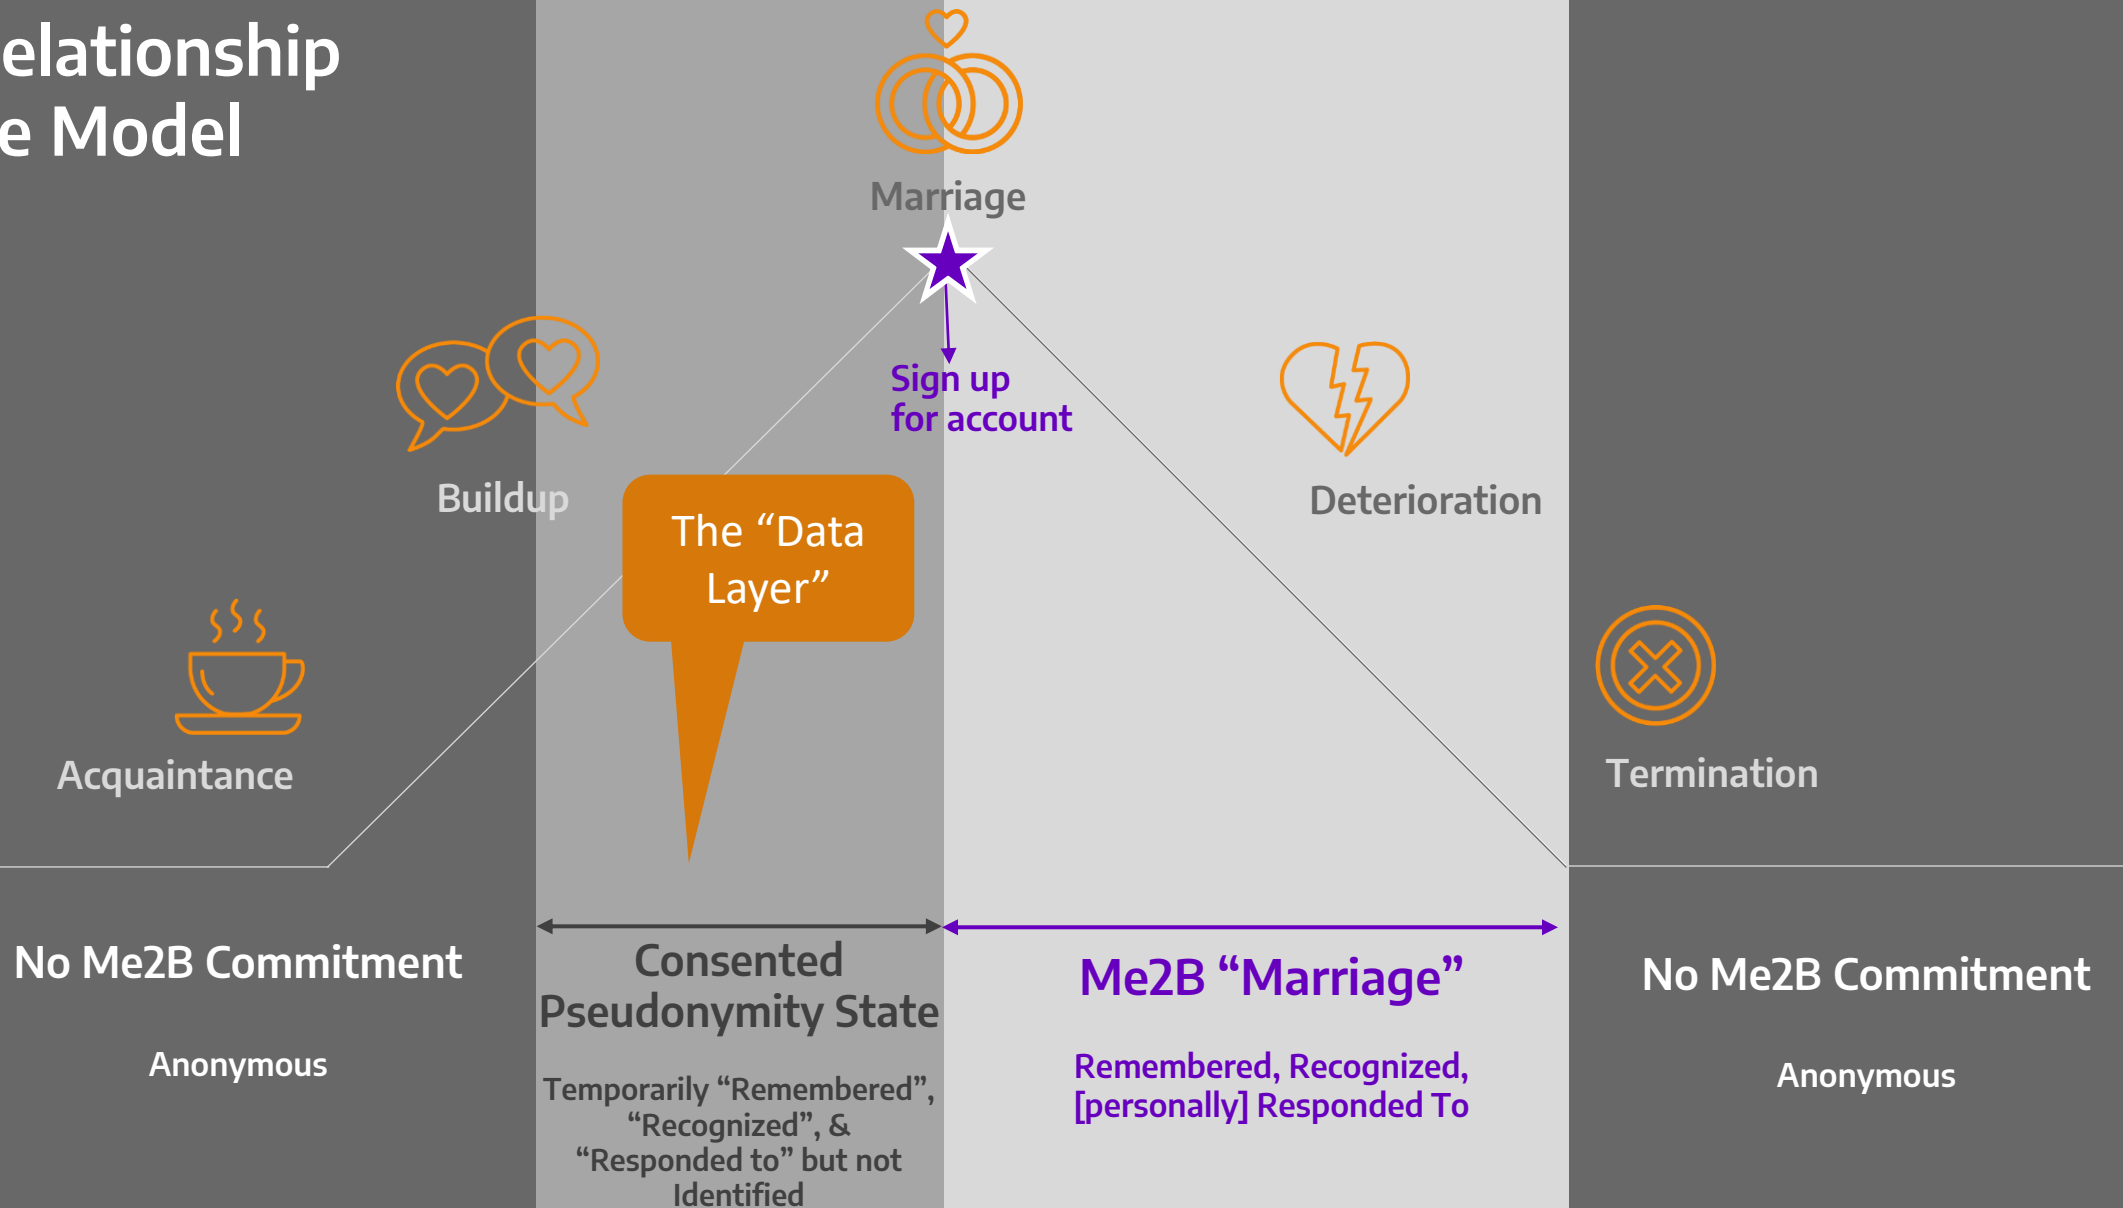 elationship
e Model
Marriage
Sign up
for account
Buildup
The “Data
Layer”
Deterioration
Acquaintance
Termination
No Me2B Commitment
Anonymous
Consented
Pseudonymity State
Temporarily “Remembered”,
“Recognized”, &
“Responded to” but not
Identified
Me2B “Marriage”
Remembered, Recognized,
[personally] Responded To
No Me2B Commitment
Anonymous